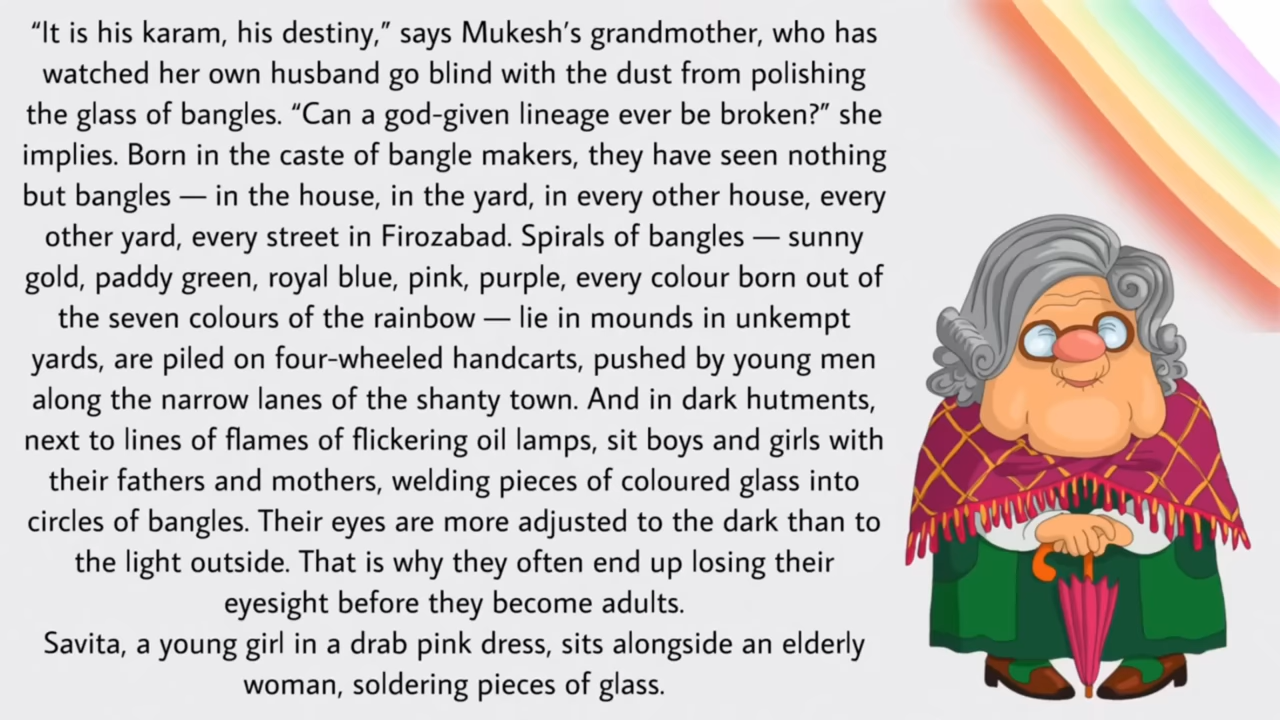 “It is his karam, his destiny,” says Mukesh’s grandmother, who has
watched her own husband go blind with the dust from polishing
the glass of bangles. “Can a god-given lineage ever be broken?” she
implies. Born in the caste of bangle makers, they have seen nothing
but bangles — in the house, in the yard, in every other house, every
other yard, every street in Firozabad. Spirals of bangles — sunny
gold, paddy green, royal blue, pink, purple, every colour born out of
the seven colours of the rainbow — lie in mounds in unkempt
yards, are piled on four-wheeled handcarts, pushed by young men
along the narrow lanes of the shanty town. And in dark hutments,
next to lines of flames of flickering oil lamps, sit boys and girls with
their fathers and mothers, welding pieces of coloured glass into
circles of bangles. Their eyes are more adjusted to the dark than to
the light outside. That is why they often end up losing their
eyesight before they become adults.
Savita, a young girl in a drab pink dress, sits alongside an elderly
woman, soldering pieces of glass.